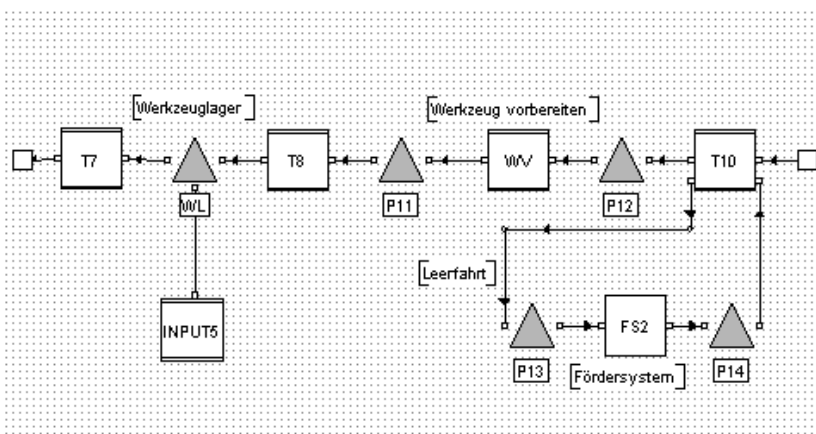 [Werkzeuglager]
[Werkzeug vorbereiten]
T7
T8
WV
T10
WL
P11
P12
[Leerfahrt]
INPUT5
FS2
P13
[Fördersystem]
P14